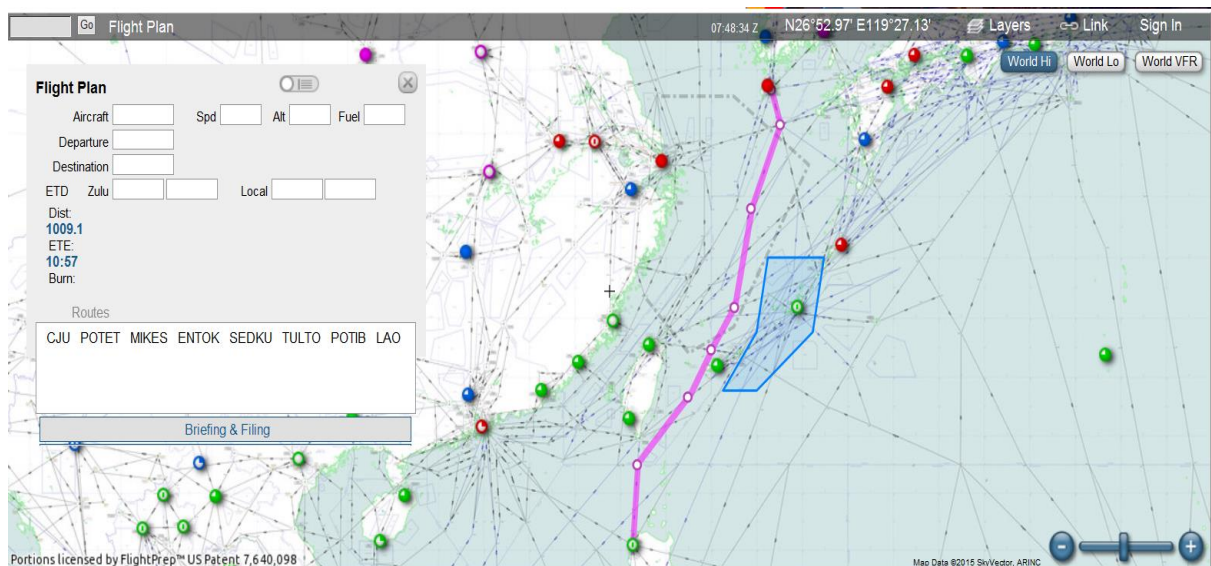 Go Flight Plan 07:48:34 Z N26°52.97' E119°27.13' Layers Link Sign In
World Hi World Lo World VFR
Flight Plan
Aircraft Spd Alt Fuel
Departure
Destination
ETD Zulu Local
Dist:
1009.1
ETE:
10:57
Burn:
Routes
CJU POTET MIKES ENTOK SEDKU TULTO POTIB LAO
Briefing & Filing
Portions licensed by FlightPrep™ US Patent 7,640,098
Map Data ©2015 SkyVector, ARINC